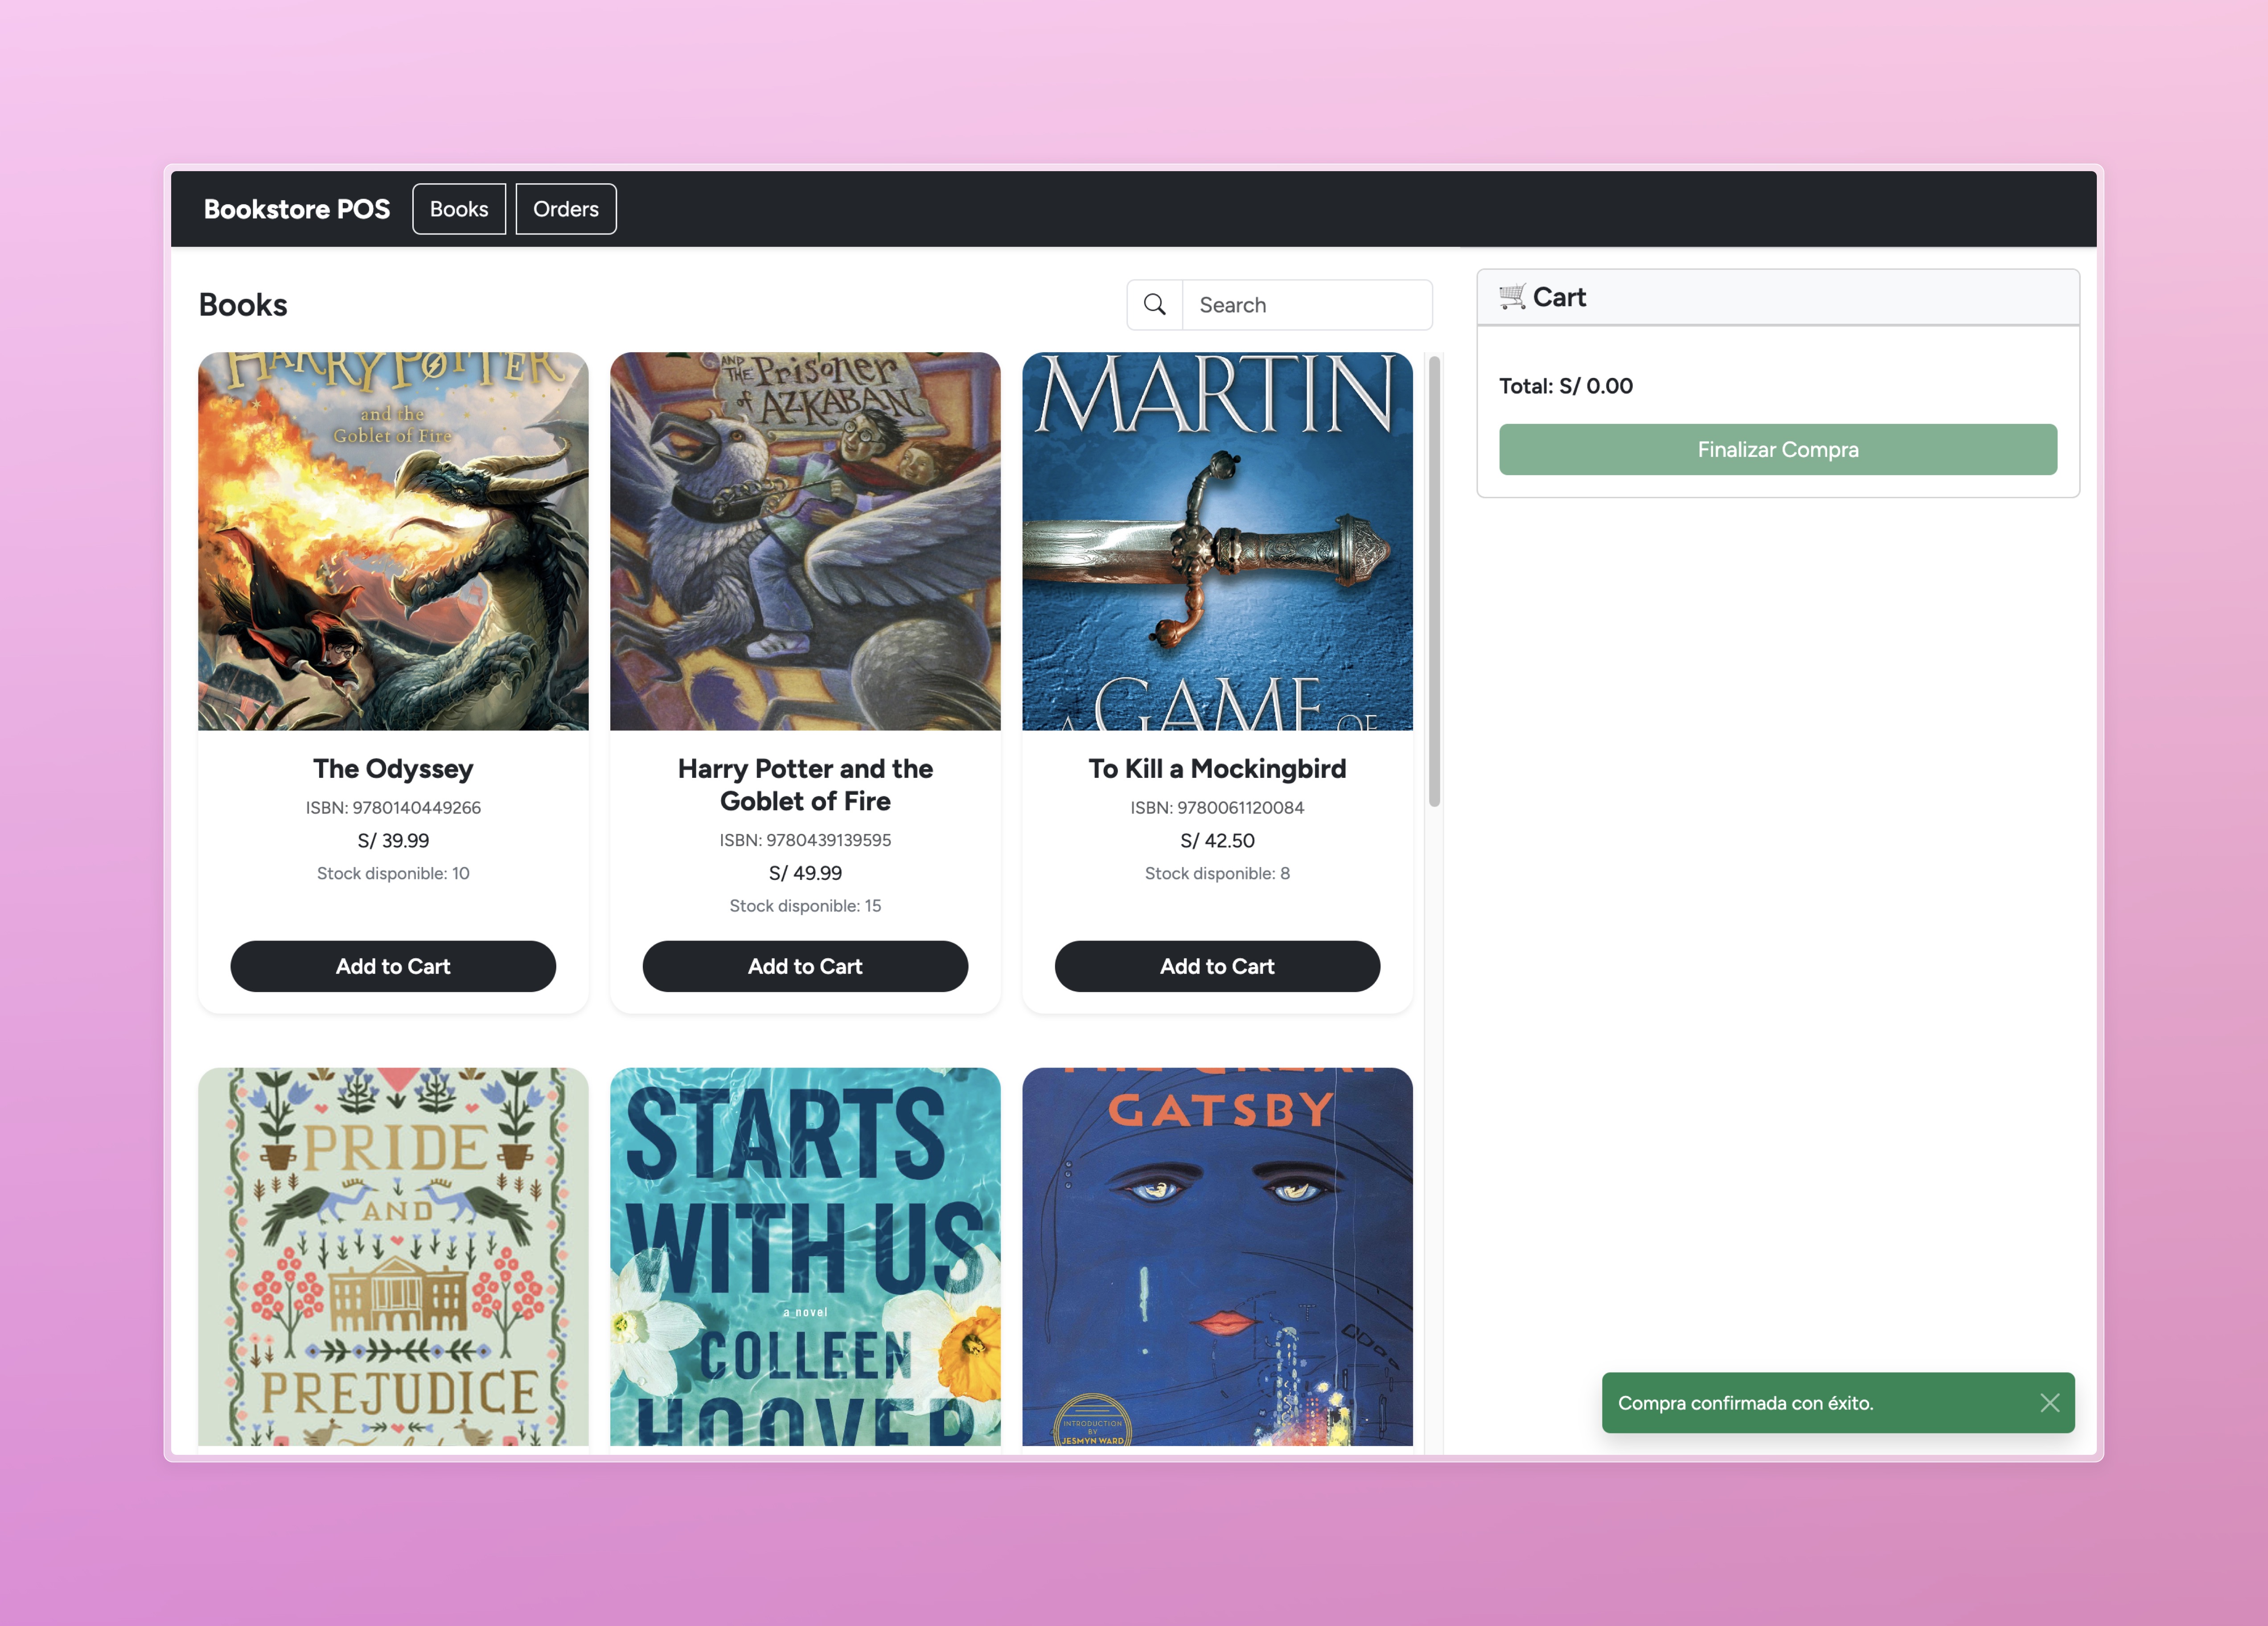 Bookstore POS
Books
Orders
Books
Search
Cart
Total: S/ 0.00
Finalizar Compra
HARRY POTTER
and the
Goblet of Fire
The Odyssey
ISBN: 9780140449266
S/ 39.99
Stock disponible: 10
Add to Cart
AND
THE Prisoner
of AZKABAN
Harry Potter and the
Goblet of Fire
ISBN: 9780439139595
S/ 49.99
Stock disponible: 15
Add to Cart
MARTIN
A GAME OF
To Kill a Mockingbird
ISBN: 9780061120084
S/ 42.50
Stock disponible: 8
Add to Cart
PRIDE
AND
PREJUDICE
STARTS
WITH US
a novel
COLLEEN
HOOVER
THE GREAT
GATSBY
INTRODUCTION
BY
JESMYN WARD
Compra confirmada con éxito.